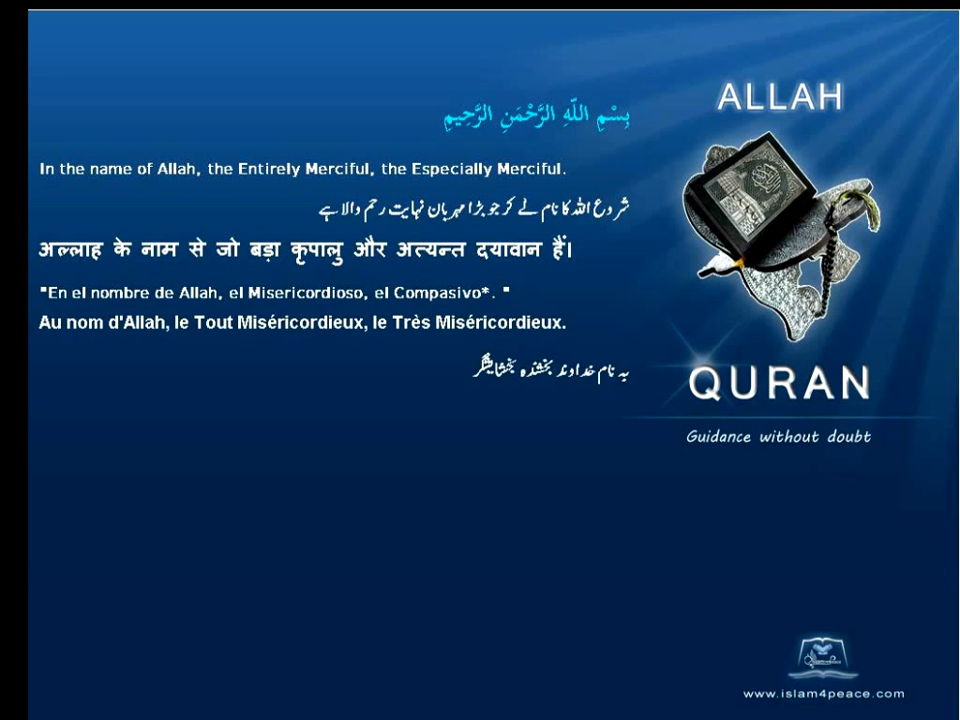 بِسْمِ اللّهِ الرَّحْمَنِ الرَّحِيمِ
In the name of Allah, the Entirely Merciful, the Especially Merciful.
شروع الله کا نام لے کر جو بڑا مہربان نہایت رحم والا ہے
अल्लाह के नाम से जो बड़ा कृपालु और अत्यन्त दयावान हैं।
"En el nombre de Allah, el Misericordioso, el Compasivo*. "
Au nom d'Allah, le Tout Miséricordieux, le Très Miséricordieux.
به نام خداوند بخشنده بخشایشگر
ALLAH
QURAN
Guidance without doubt
www.islam4peace.com